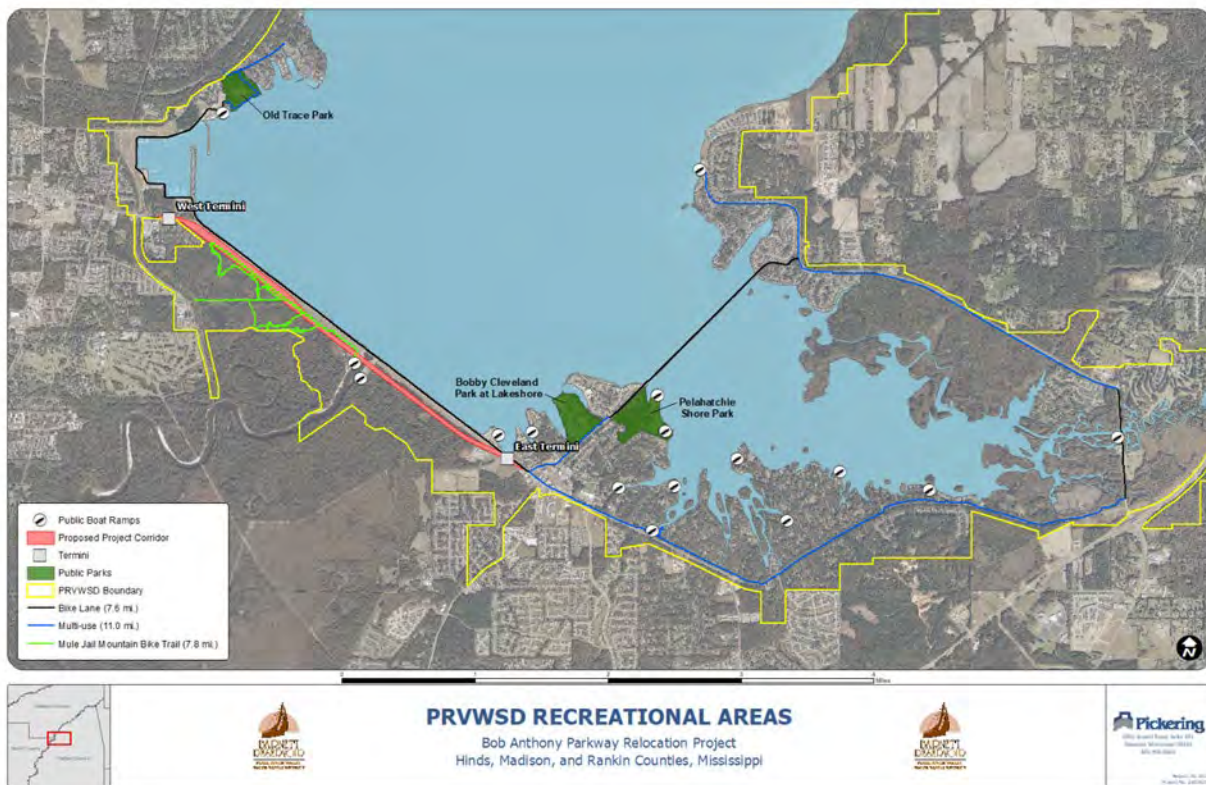 Old Trace Park
West Termini
Bobby Cleveland
Park at Lakeshore
Pelahatchie
Shore Park
East Termini
Public Boat Ramps
Proposed Project Corridor
Termini
Public Parks
PRVWSD Boundary
Bike Lane (7.6 mi.)
Multi-use (11.0 mi.)
Mule Jail Mountain Bike Trail (7.8 mi.)
N
Miles
PRVWSD RECREATIONAL AREAS
Bob Anthony Parkway Relocation Project
Hinds, Madison, and Rankin Counties, Mississippi
Pickering